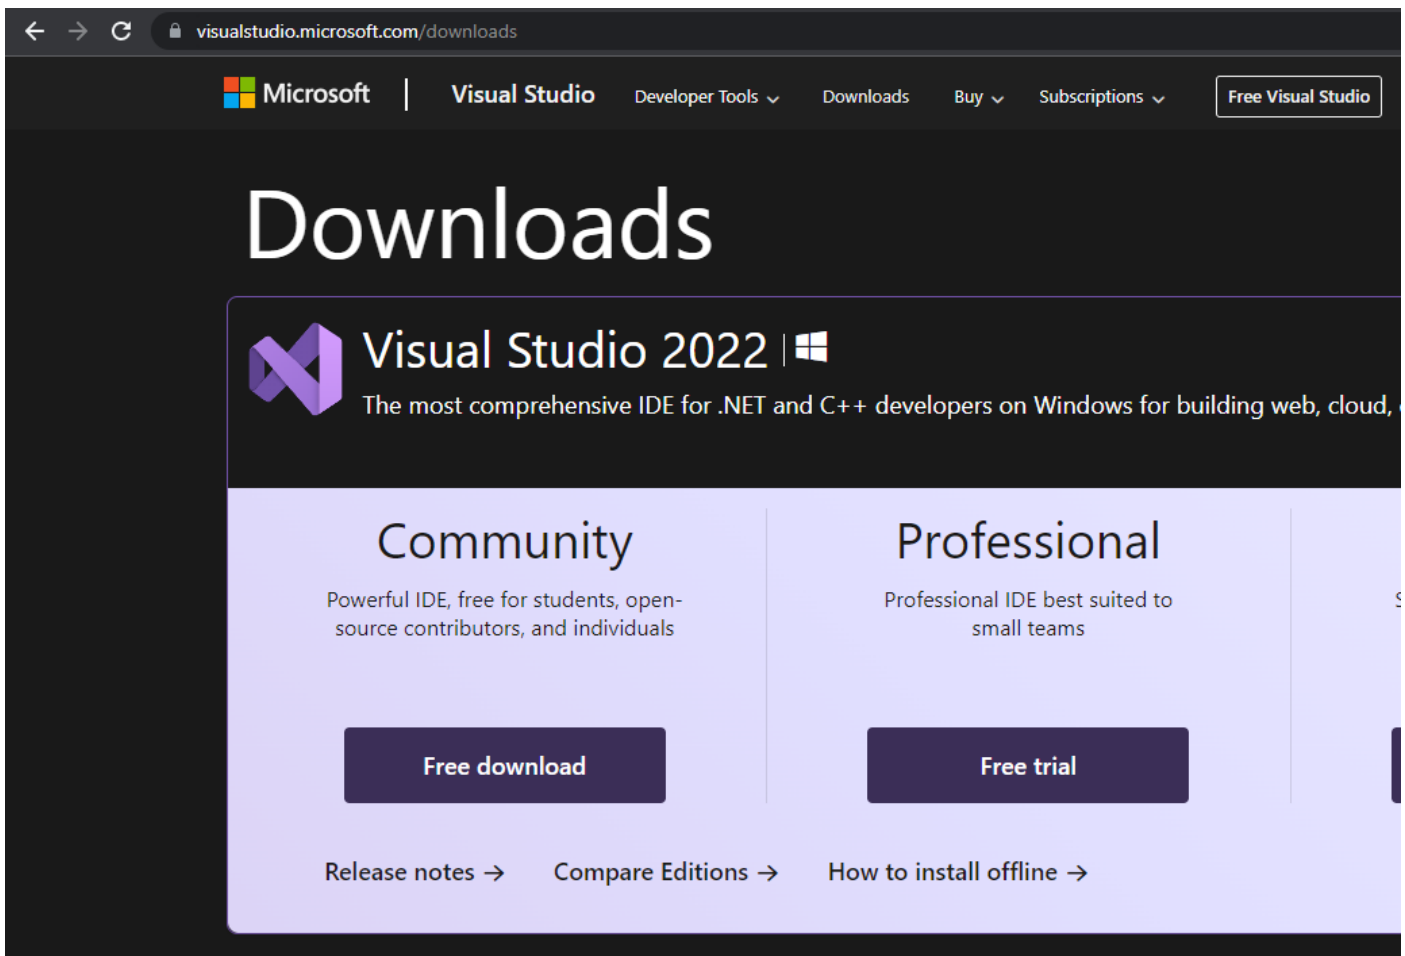 visualstudio.microsoft.com/downloads
Microsoft | Visual Studio Developer Tools Downloads Buy Subscriptions Free Visual Studio
Downloads
Visual Studio 2022
The most comprehensive IDE for .NET and C++ developers on Windows for building web, cloud,
Community
Powerful IDE, free for students, open-
source contributors, and individuals
Free download
Professional
Professional IDE best suited to
small teams
Free trial
Release notes → Compare Editions → How to install offline →